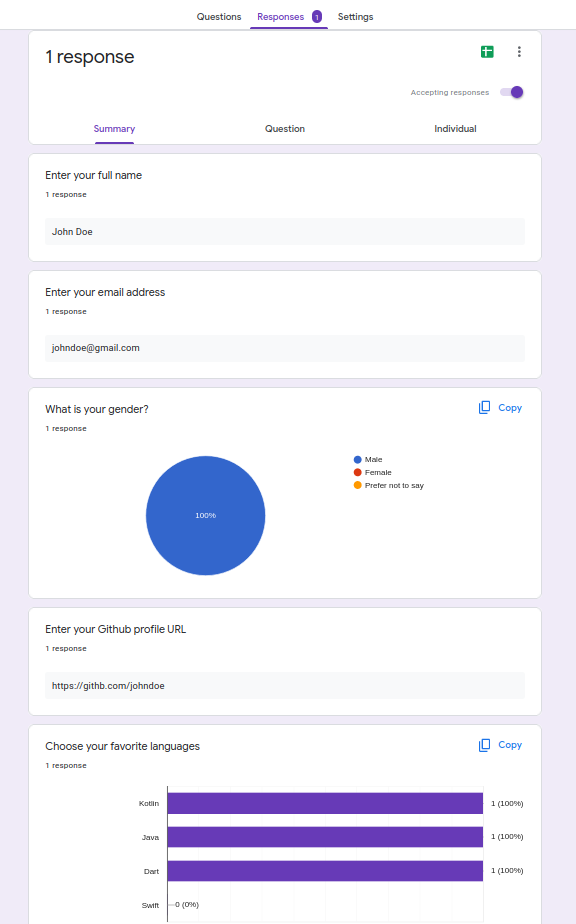 Questions Responses 1 Settings
1 response
Accepting responses
Summary Question Individual
Enter your full name
1 response
John Doe
Enter your email address
1 response
johndoe@gmail.com
What is your gender? Copy
1 response
Male
Female
Prefer not to say
100%
Enter your Github profile URL
1 response
https://githb.com/johndoe
Choose your favorite languages Copy
1 response
Kotlin 1 (100%)
Java 1 (100%)
Dart 1 (100%)
Swift 0 (0%)